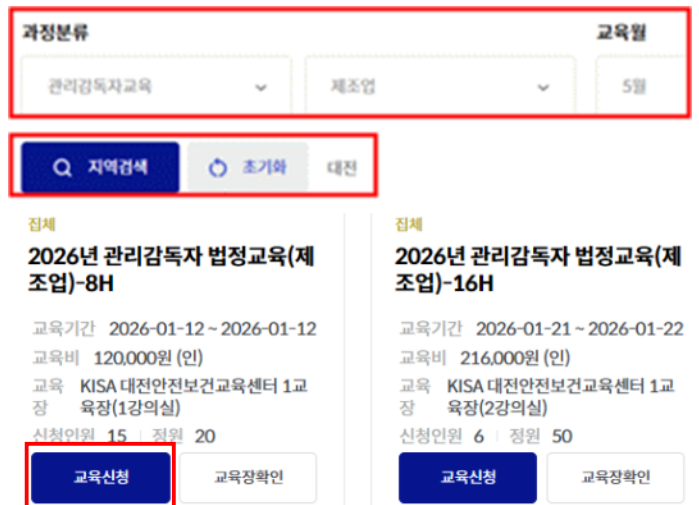 과정분류 교육월
관리감독자교육 제조업 5월
지역검색 초기화 대전
집체
2026년 관리감독자 법정교육(제
조업)-8H
교육기간 2026-01-12 ~ 2026-01-12
교육비 120,000원 (인)
교육 KISA 대전안전보건교육센터 1교
장 육장(1강의실)
신청인원 15 정원 20
교육신청 교육장확인
집체
2026년 관리감독자 법정교육(제
조업)-16H
교육기간 2026-01-21 ~ 2026-01-22
교육비 216,000원 (인)
교육 KISA 대전안전보건교육센터 1교
장 육장(2강의실)
신청인원 6 정원 50
교육신청 교육장확인